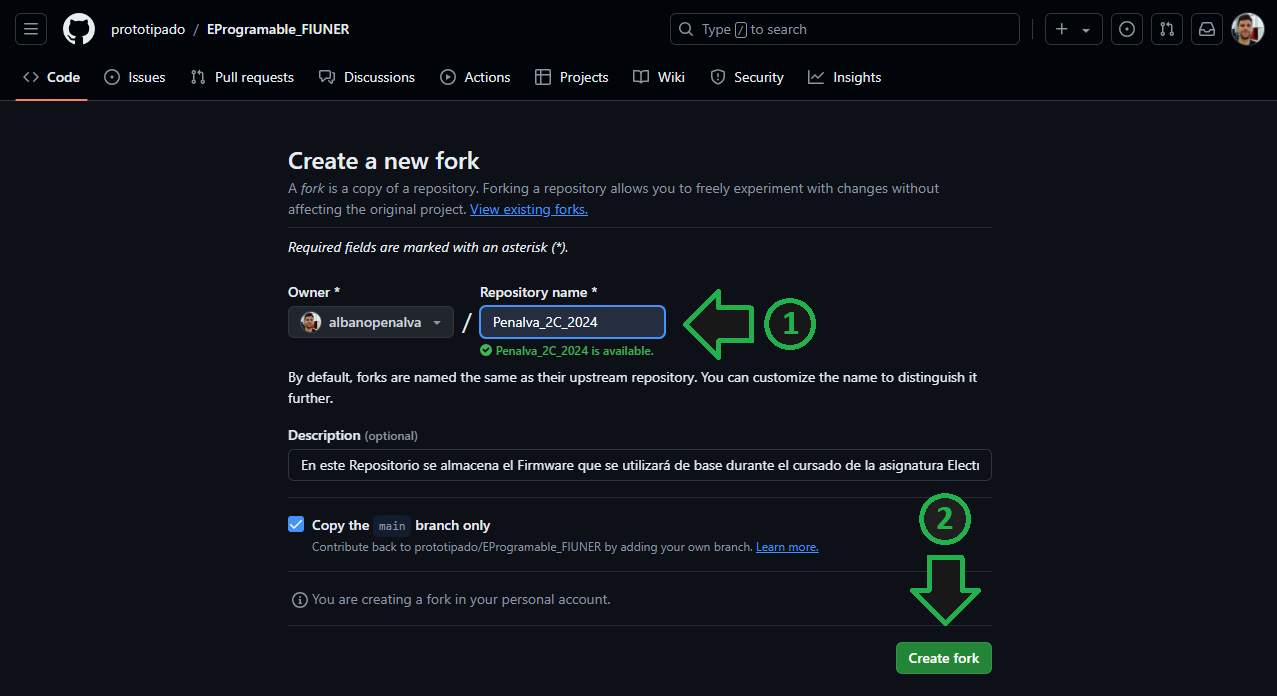 prototipado / EProgramable_FIUNER
Type / to search
Code Issues Pull requests Discussions Actions Projects Wiki Security Insights
Create a new fork
A fork is a copy of a repository. Forking a repository allows you to freely experiment with changes without
affecting the original project. View existing forks.
Required fields are marked with an asterisk (*).
Owner * Repository name *
albanopenalva / Penalva_2C_2024
1
Penalva_2C_2024 is available.
By default, forks are named the same as their upstream repository. You can customize the name to distinguish it
further.
Description (optional)
En este Repositorio se almacena el Firmware que se utilizará de base durante el cursado de la asignatura Electr
2
Copy the main branch only
Contribute back to prototipado/EProgramable_FIUNER by adding your own branch. Learn more.
You are creating a fork in your personal account.
Create fork